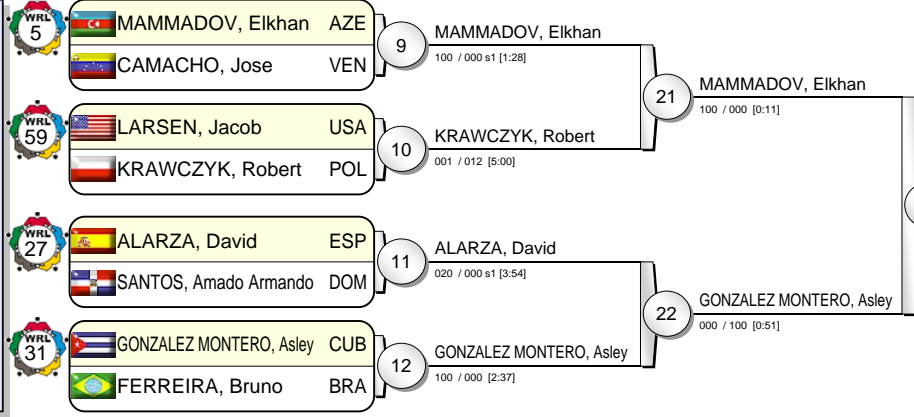 WRL
5
MAMMADOV, Elkhan AZE
CAMACHO, Jose VEN
9
MAMMADOV, Elkhan
100 / 000 s1 [1:28]
WRL
59
LARSEN, Jacob USA
KRAWCZYK, Robert POL
10
KRAWCZYK, Robert
001 / 012 [5:00]
21
MAMMADOV, Elkhan
100 / 000 [0:11]
WRL
27
ALARZA, David ESP
SANTOS, Amado Armando DOM
11
ALARZA, David
020 / 000 s1 [3:54]
WRL
31
GONZALEZ MONTERO, Asley CUB
FERREIRA, Bruno BRA
12
GONZALEZ MONTERO, Asley
100 / 000 [2:37]
22
GONZALEZ MONTERO, Asley
000 / 100 [0:51]